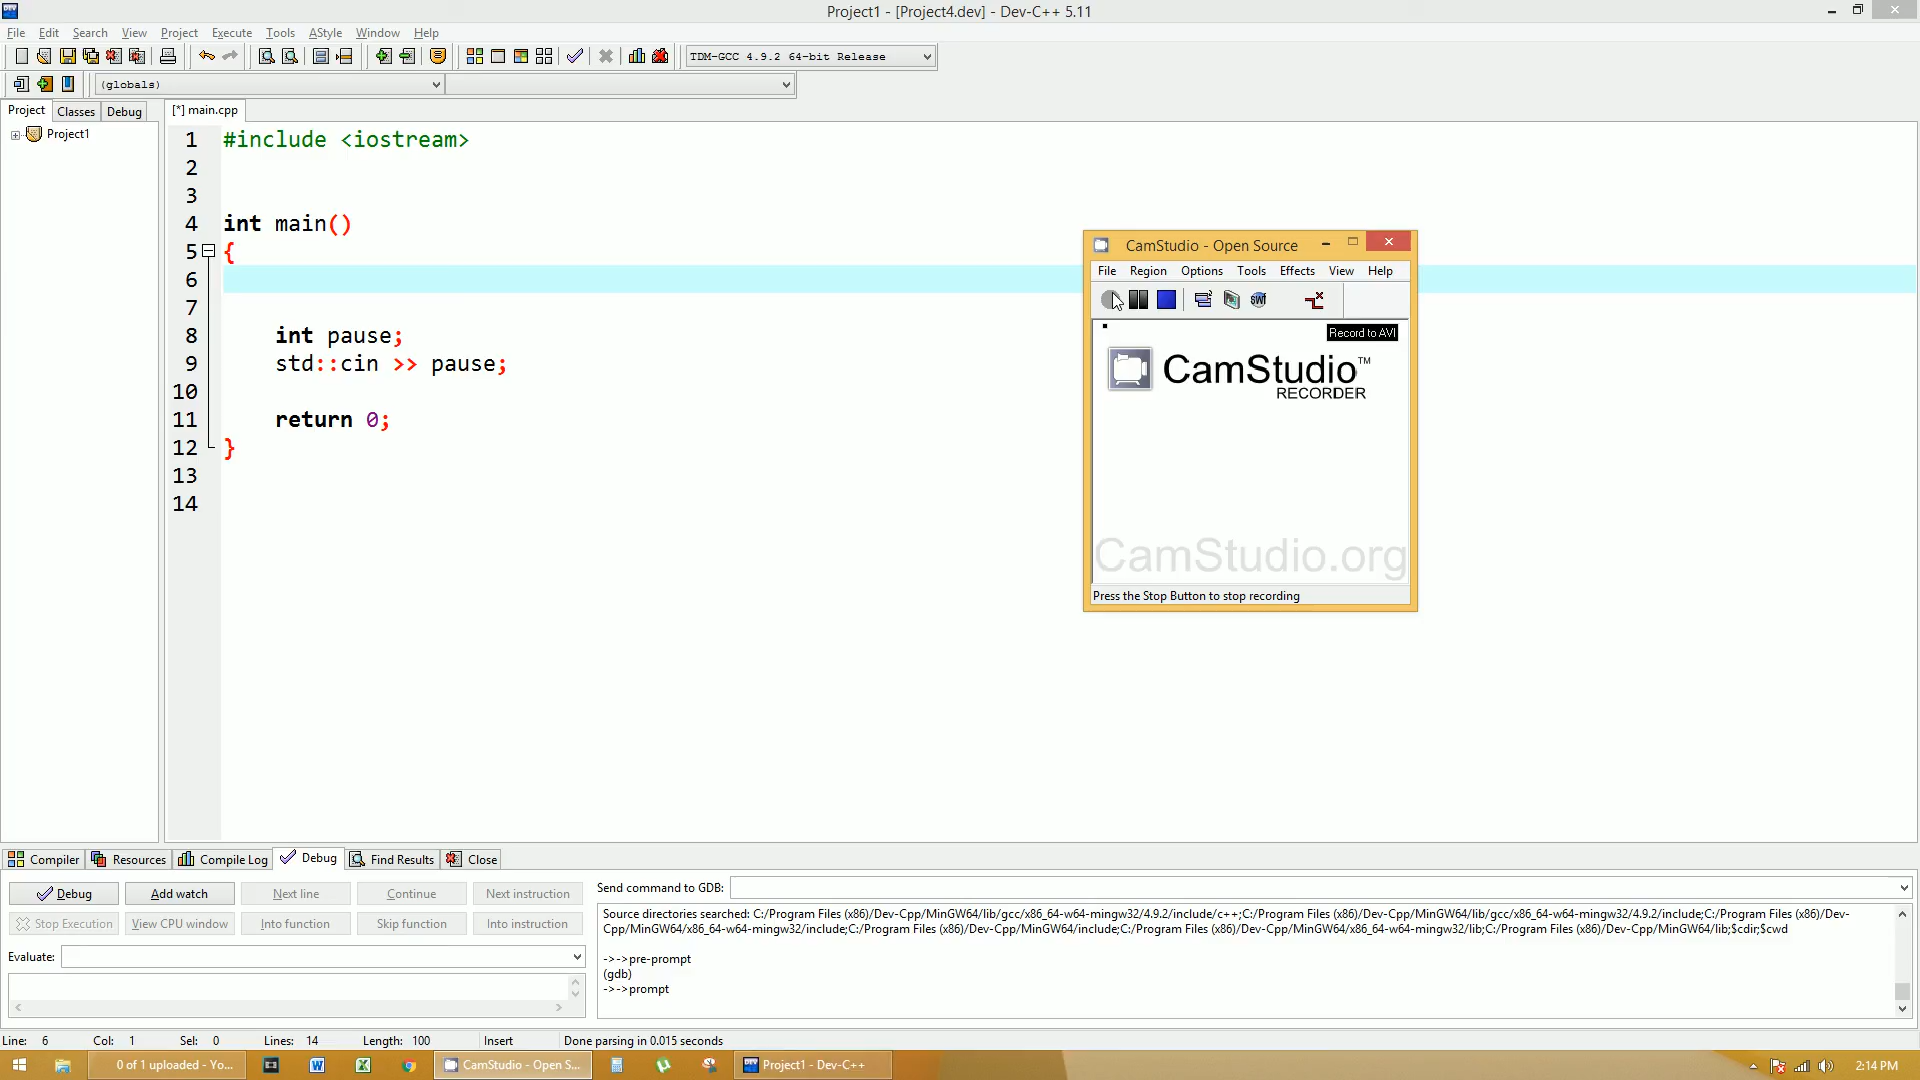 Project1 - [Project4.dev] - Dev-C++ 5.11
File Edit Search View Project Execute Tools AStyle Window Help
TDM-GCC 4.9.2 64-bit Release
(globals)
Project Classes Debug
[*] main.cpp
Project1
1 #include <iostream>
2
3
4 int main()
5 {
6
7
8 int pause;
9 std::cin >> pause;
10
11 return 0;
12 }
13
14
CamStudio - Open Source
File Region Options Tools Effects View Help
SWF
Record to AVI
CamStudio™
RECORDER
CamStudio.org
Press the Stop Button to stop recording
Compiler Resources Compile Log Debug Find Results Close
Debug Add watch Next line Continue Next instruction
Stop Execution View CPU window Into function Skip function Into instruction
Evaluate:
Send command to GDB:
Source directories searched: C:/Program Files (x86)/Dev-Cpp/MinGW64/lib/gcc/x86_64-w64-mingw32/4.9.2/include/c++;C:/Program Files (x86)/Dev-Cpp/MinGW64/lib/gcc/x86_64-w64-mingw32/4.9.2/include;C:/Program Files (x86)/Dev-
Cpp/MinGW64/x86_64-w64-mingw32/include;C:/Program Files (x86)/Dev-Cpp/MinGW64/include;C:/Program Files (x86)/Dev-Cpp/MinGW64/x86_64-w64-mingw32/lib;C:/Program Files (x86)/Dev-Cpp/MinGW64/lib;$cdir;$cwd
->->pre-prompt
(gdb)
->->prompt
Line: 6 Col: 1 Sel: 0 Lines: 14 Length: 100 Insert Done parsing in 0.015 seconds
0 of 1 uploaded - Yo... CamStudio - Open S... Project1 - Dev-C++ 2:14 PM